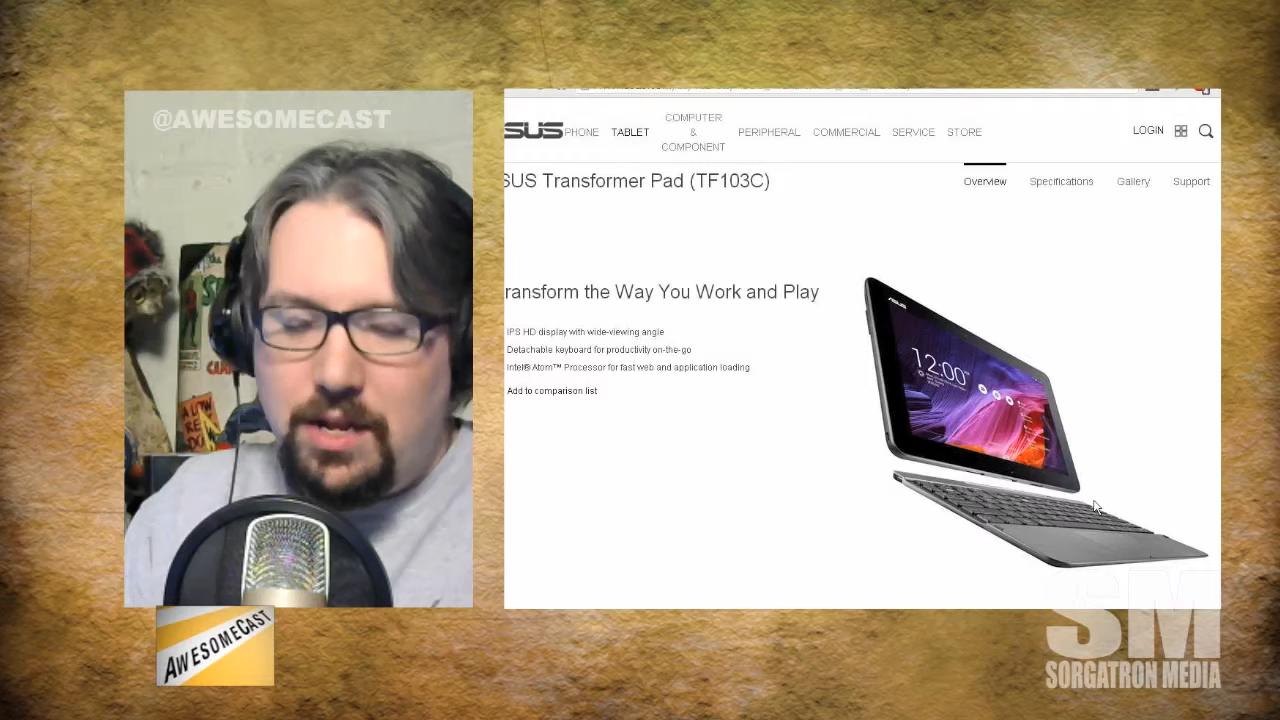 @AWESOMECAST
SUS
PHONE
TABLET
COMPUTER
&
COMPONENT
PERIPHERAL
COMMERCIAL
SERVICE
STORE
LOGIN
SUS Transformer Pad (TF103C)
Overview
Specifications
Gallery
Support
ransform the Way You Work and Play
IPS HD display with wide-viewing angle
Detachable keyboard for productivity on-the-go
Intel® Atom™ Processor for fast web and application loading
Add to comparison list
ASUS
12:00
AWESOMECAST
SM
SORGATRON MEDIA